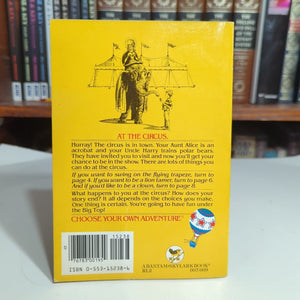 AT THE CIRCUS.
Hurray! The circus is in town. Your Aunt Alice is an
acrobat and your Uncle Harry trains polar bears.
They have invited you to visit and now you'll get your
chance to be in the show. There are lots of things you
can do at the circus.
If you want to swing on the flying trapeze, turn to page
4. If you want to be a lion tamer, turn to page 6.
And if you'd like to be a clown, turn to page 8.
What happens to you at the circus? How does your
story end? It all depends on the choices you make.
One thing is certain: You're going to have fun under
the Big Top!
CHOOSE YOUR OWN ADVENTURE®
ISBN 0-553-15238-6
A BANTAM SKYLARK BOOK